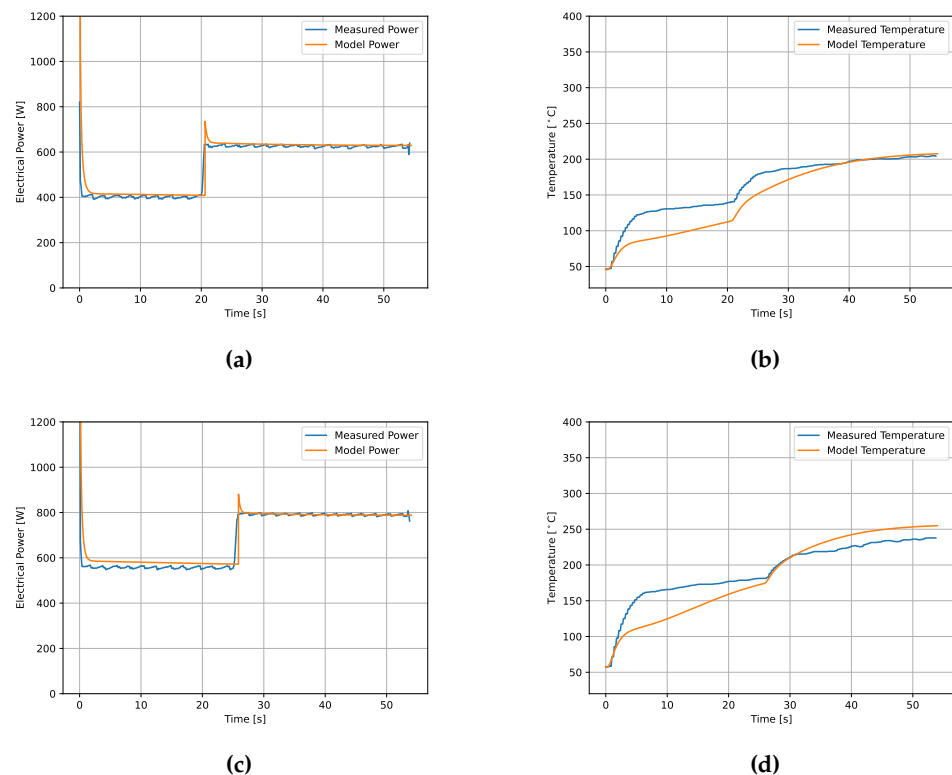 1200
1000
800
600
400
200
0
Electrical Power [W]
Measured Power
Model Power
0 10 20 30 40 50
Time [s]
(a)
400
350
300
250
200
150
100
50
Temperature [°C]
Measured Temperature
Model Temperature
0 10 20 30 40 50
Time [s]
(b)
1200
1000
800
600
400
200
0
Electrical Power [W]
Measured Power
Model Power
0 10 20 30 40 50
Time [s]
(c)
400
350
300
250
200
150
100
50
Temperature [°C]
Measured Temperature
Model Temperature
0 10 20 30 40 50
Time [s]
(d)